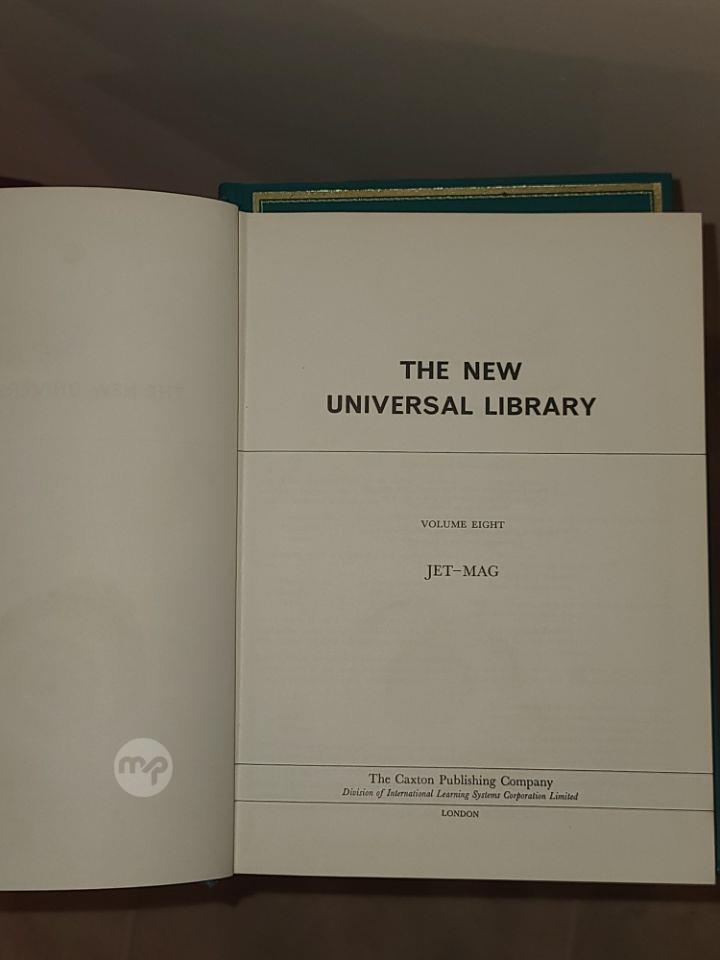 THE NEW
UNIVERSAL LIBRARY
VOLUME EIGHT
JET–MAG
The Caxton Publishing Company
Division of International Learning Systems Corporation Limited
LONDON
mp